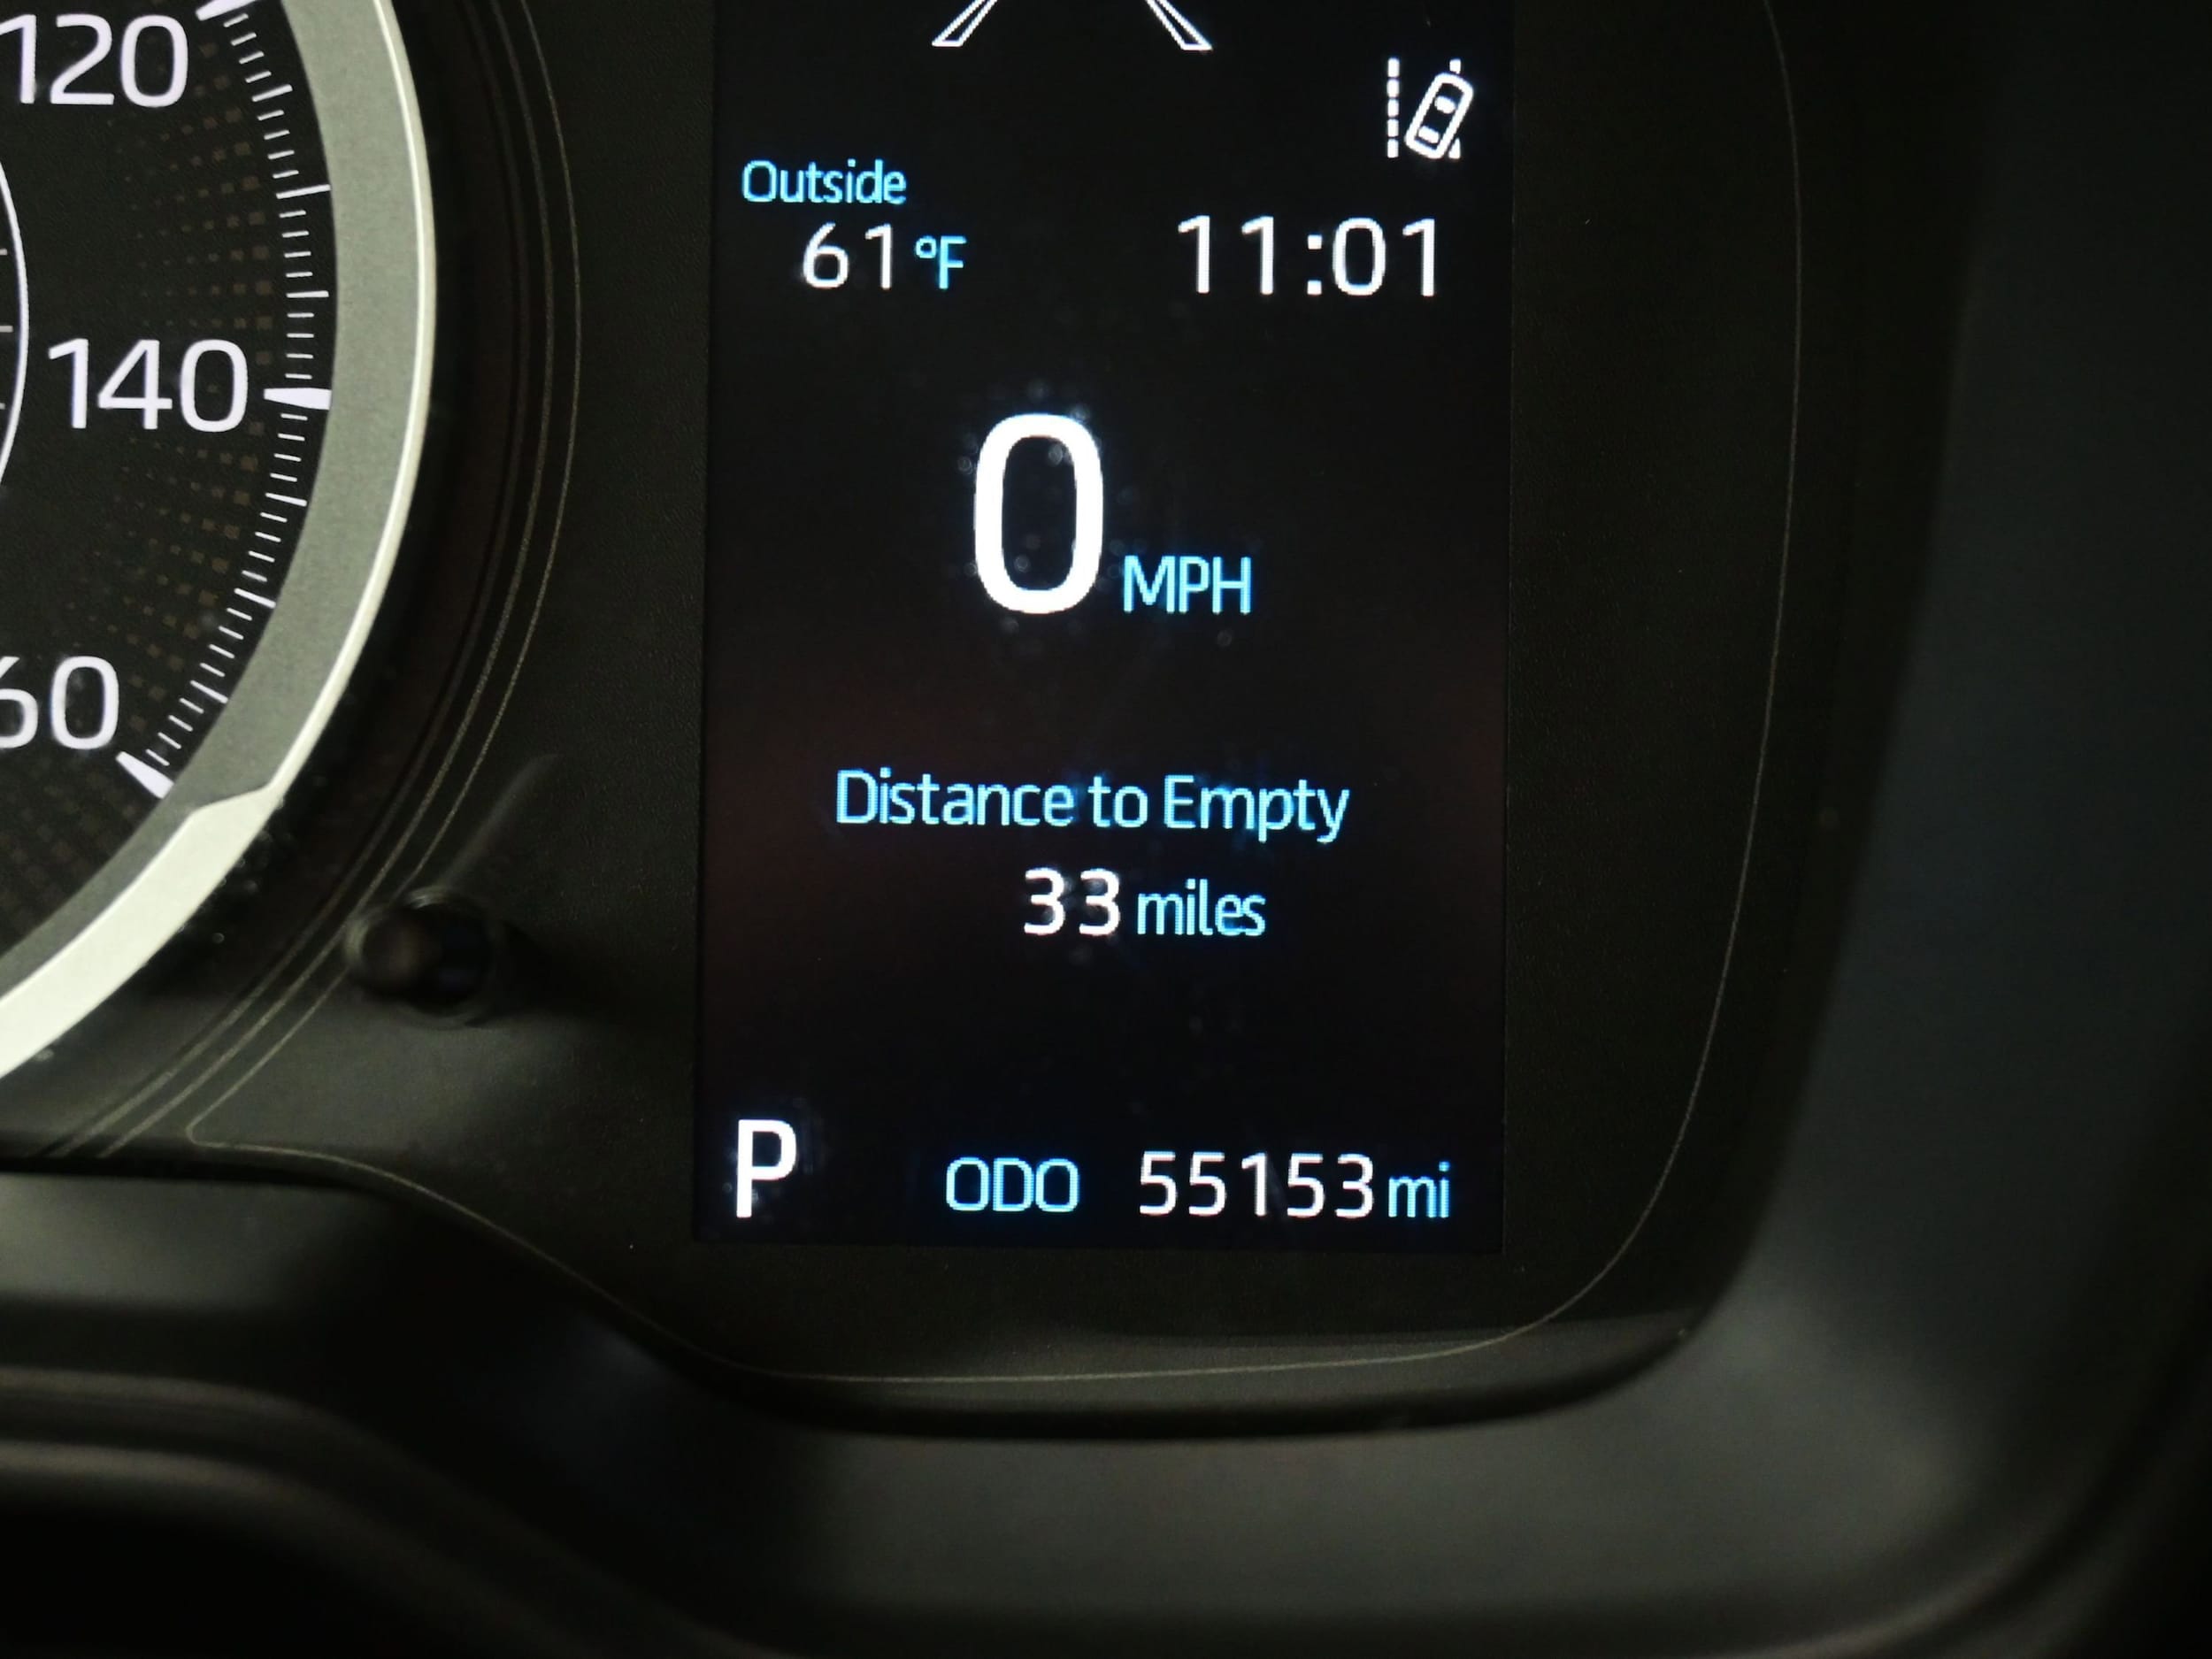 120
140
60
Outside
61 °F
11:01
0 MPH
Distance to Empty
33 miles
P
ODO 55153 mi